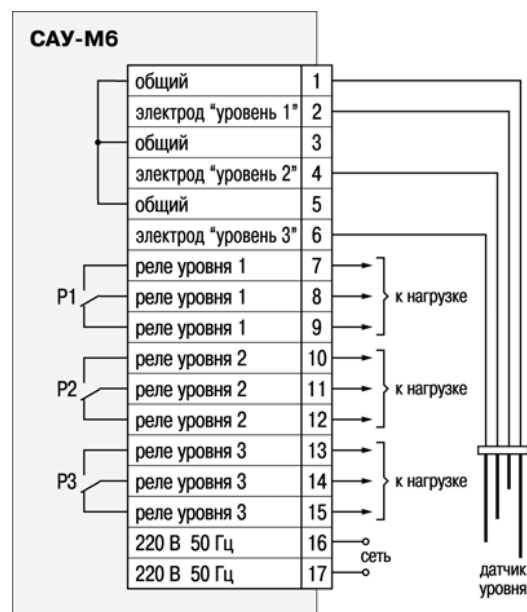 САУ-М6
общий 1
электрод "уровень 1" 2
общий 3
электрод "уровень 2" 4
общий 5
электрод "уровень 3" 6
реле уровня 1 7
P1 реле уровня 1 8 к нагрузке
реле уровня 1 9
реле уровня 2 10
P2 реле уровня 2 11 к нагрузке
реле уровня 2 12
реле уровня 3 13
P3 реле уровня 3 14 к нагрузке
реле уровня 3 15
220 В 50 Гц 16
сеть
220 В 50 Гц 17
датчик
уровня